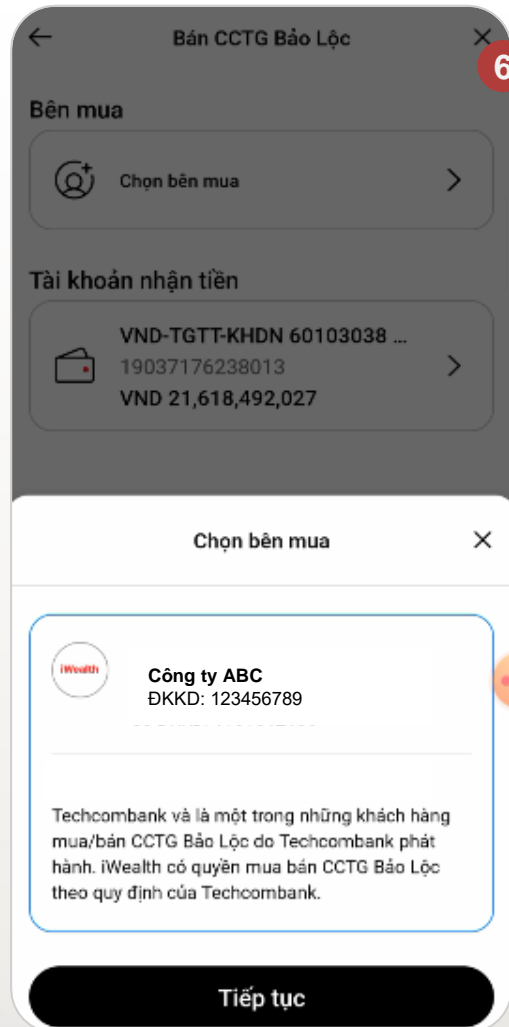 Bán CCTG Bảo Lộc
6
Bên mua
Chọn bên mua
Tài khoản nhận tiền
VND-TGTT-KHDN 60103038 ...
19037176238013
VND 21,618,492,027
Chọn bên mua
iWealth
Công ty ABC
ĐKKD: 123456789
Techcombank và là một trong những khách hàng
mua/bán CCTG Bảo Lộc do Techcombank phát
hành. iWealth có quyền mua bán CCTG Bảo Lộc
theo quy định của Techcombank.
Tiếp tục